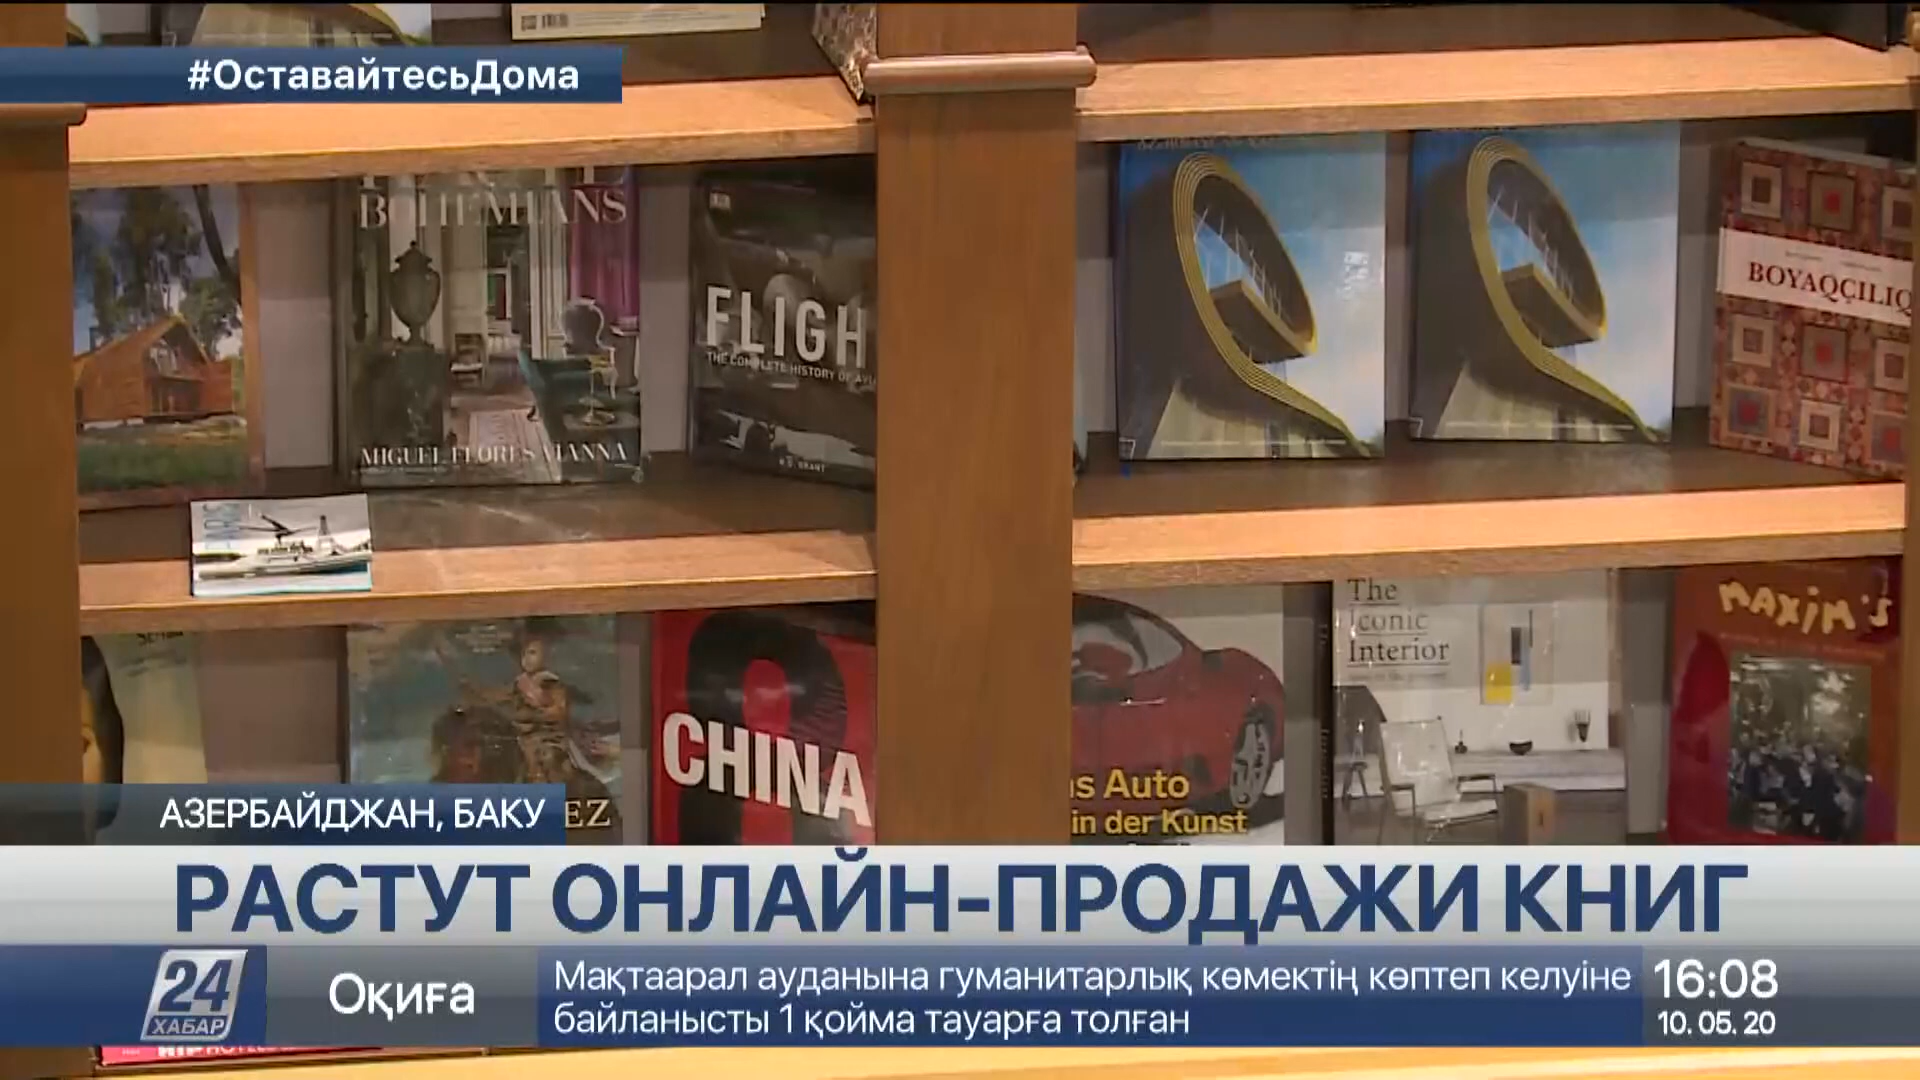 #ОставайтесьДома
BOHEMIANS
MIGUEL FLORES VIANNA
FLIGH
THE COMPLETE HISTORY OF
BOYAQÇILIQ
PARIS
CHINA
EZ
s Auto
in der Kunst
The
Iconic
Interior
MAXiM'S
АЗЕРБАЙДЖАН, БАКУ
РАСТУТ ОНЛАЙН-ПРОДАЖИ КНИГ
24
ХАБАР
Оқиға
Мақтаарал ауданына гуманитарлық көмектің көптеп келуіне
байланысты 1 қойма тауарға толған
16:08
10. 05. 20